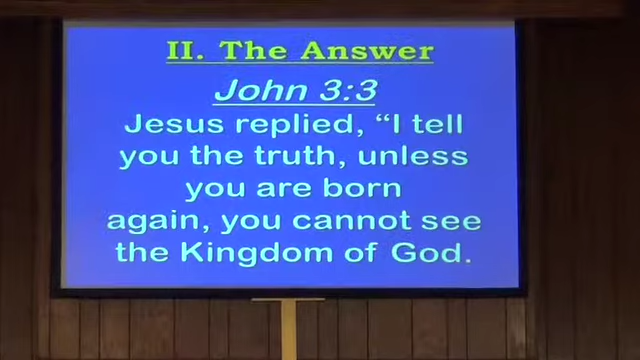 II. The Answer
John 3:3
Jesus replied, “I tell
you the truth, unless
you are born
again, you cannot see
the Kingdom of God.